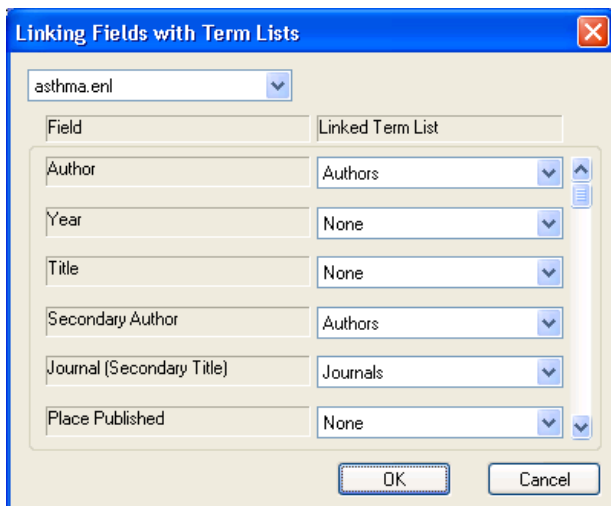 Linking Fields with Term Lists
asthma.enl
Field Linked Term List
Author Authors
Year None
Title None
Secondary Author Authors
Journal (Secondary Title) Journals
Place Published None
OK Cancel